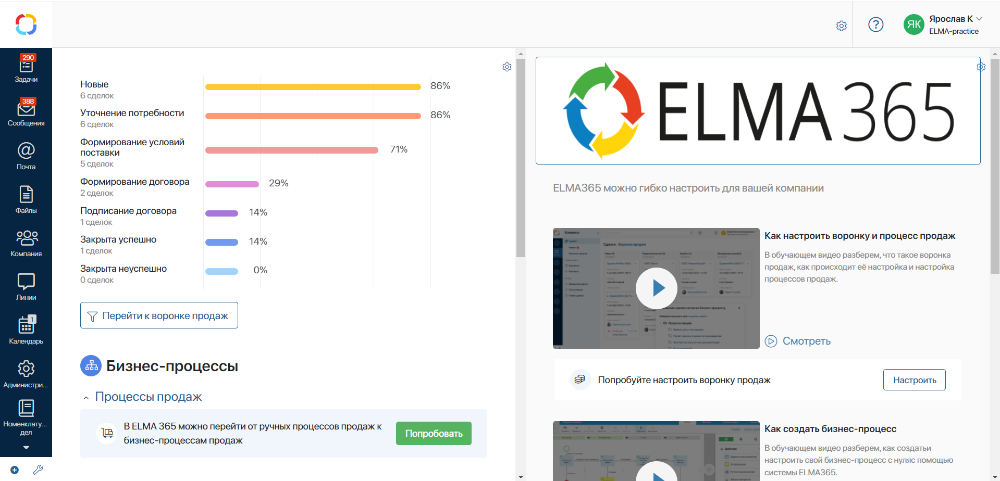 Ярослав К
ЯК
ELMA-practice
290
Задачи
388
Сообщения
Почта
Файлы
Компания
Линии
1
Календарь
Администри...
Номенклату...
дел
Новые
6 сделок
86%
Уточнение потребности
6 сделок
86%
Формирование условий
поставки
5 сделок
71%
Формирование договора
2 сделок
29%
Подписание договора
1 сделок
14%
Закрыта успешно
1 сделок
14%
Закрыта неуспешно
0 сделок
0%
Перейти к воронке продаж
Бизнес-процессы
Процессы продаж
В ELMA 365 можно перейти от ручных процессов продаж к
бизнес-процессам продаж
Попробовать
ELMA365
ELMA365 можно гибко настроить для вашей компании
Клиенты
Как настроить воронку и процесс продаж
В обучающем видео разберем, что такое воронка
продаж, как происходит её настройка и настройка
процессов продаж.
Смотреть
Попробуйте настроить воронку продаж
Настроить
Как создать бизнес-процесс
В обучающем видео разберем, как создатьи
настроить свой бизнес-процесс с нуляс помощью
системы ELMA365.